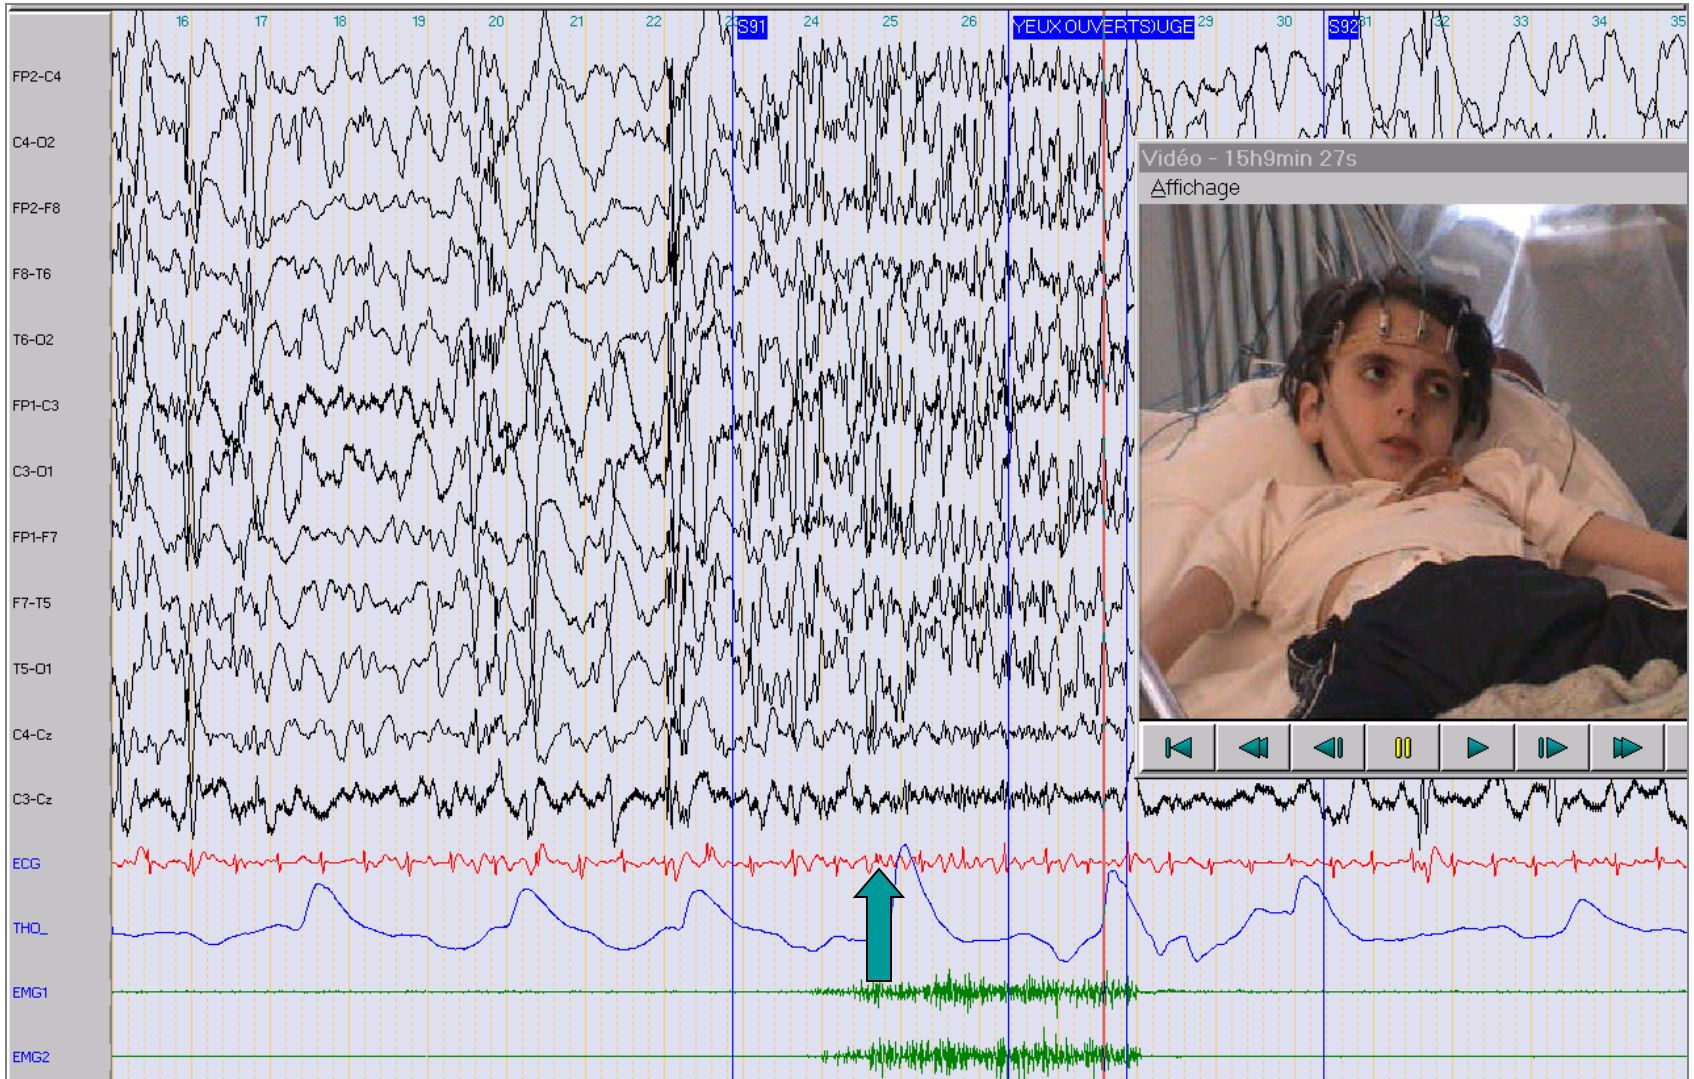 16 17 18 19 20 21 22 24 25 26 29 30 32 33 34 35
S91 YEUX OUVERTS)UGE S92
FP2-C4
C4-O2
Vidéo - 15h9min 27s
Affichage
FP2-F8
F8-T6
T6-O2
FP1-C3
C3-O1
FP1-F7
F7-T5
T5-O1
C4-Cz
C3-Cz
ECG
THO_
EMG1
EMG2